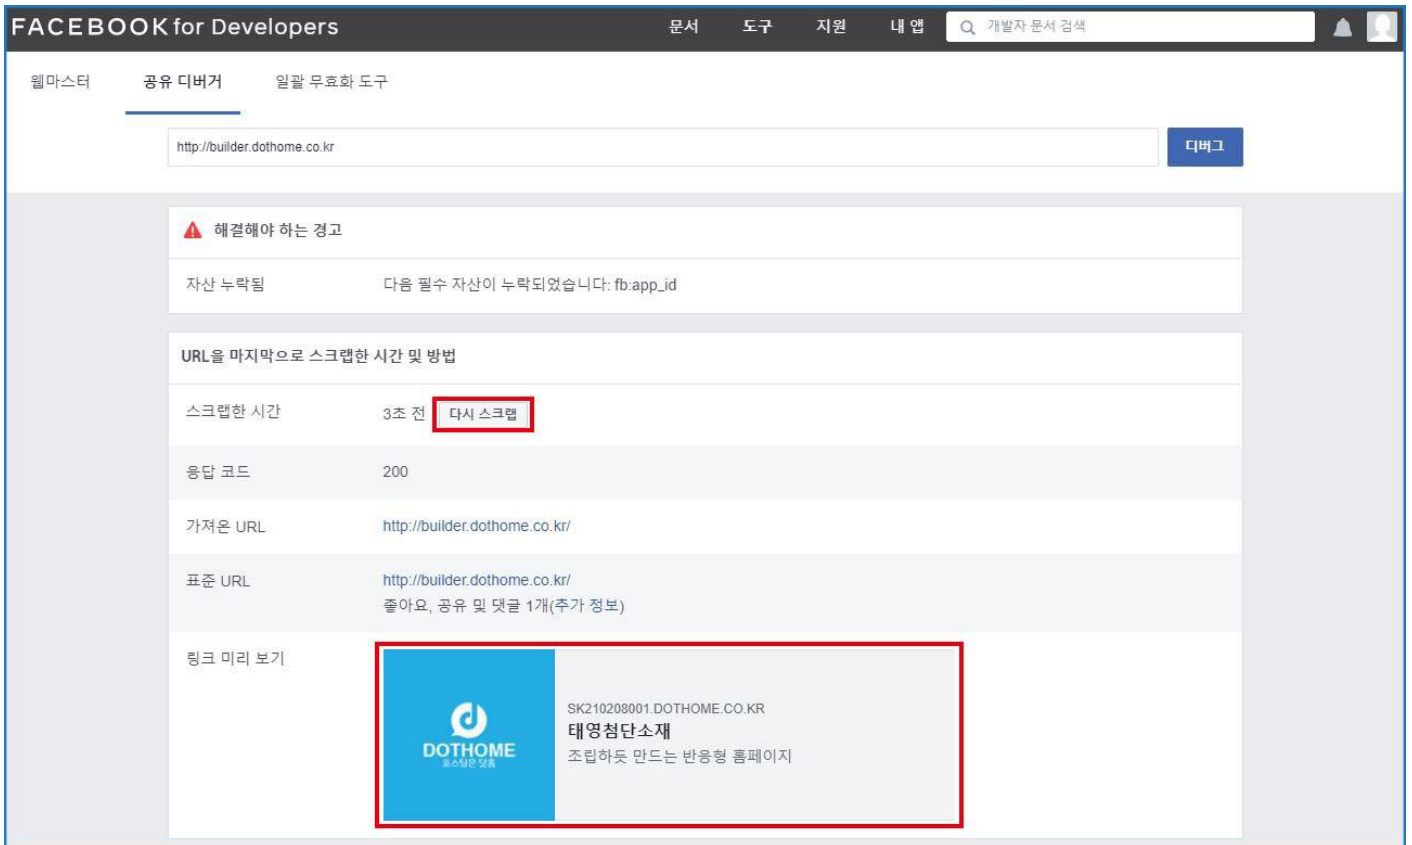 FACEBOOK for Developers 문서 도구 지원 내 앱 개발자 문서 검색
웹마스터 공유 디버거 일괄 무효화 도구
http://builder.dothome.co.kr 디버그
해결해야 하는 경고
자산 누락됨 다음 필수 자산이 누락되었습니다: fb:app_id
URL을 마지막으로 스크랩한 시간 및 방법
스크랩한 시간 3초 전 다시 스크랩
응답 코드 200
가져온 URL http://builder.dothome.co.kr/
표준 URL http://builder.dothome.co.kr/
좋아요, 공유 및 댓글 1개(추가 정보)
링크 미리 보기
DOTHOME
호스팅은 닷홈
SK210208001.DOTHOME.CO.KR
태영첨단소재
조립하듯 만드는 반응형 홈페이지